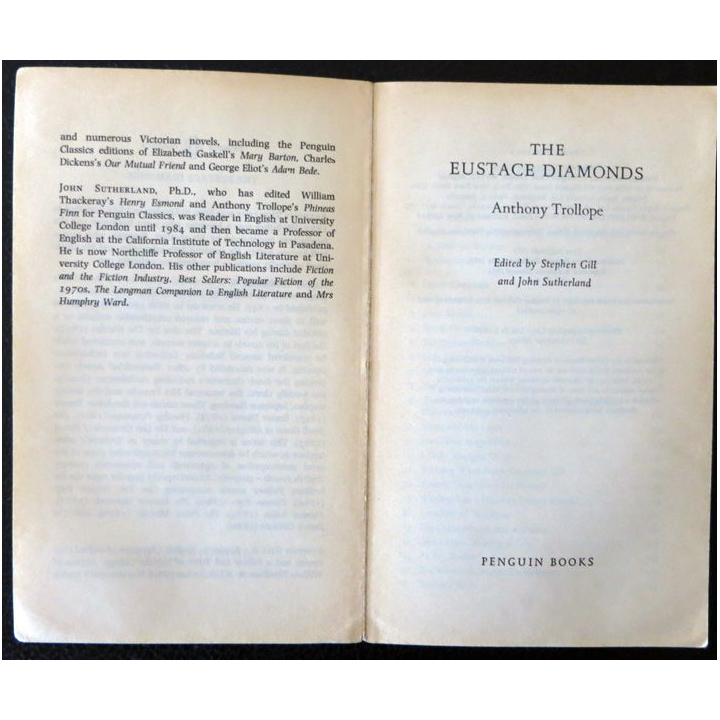 and numerous Victorian novels, including the Penguin
Classics editions of Elizabeth Gaskell's Mary Barton, Charles
Dickens's Our Mutual Friend and George Eliot's Adam Bede.
JOHN SUTHERLAND, Ph.D., who has edited William
Thackeray's Henry Esmond and Anthony Trollope's Phineas
Finn for Penguin Classics, was Reader in English at University
College London until 1984 and then became a Professor of
English at the California Institute of Technology in Pasadena.
He is now Northcliffe Professor of English Literature at Uni-
versity College London. His other publications include Fiction
and the Fiction Industry, Best Sellers: Popular Fiction of the
1970s, The Longman Companion to English Literature and Mrs
Humphry Ward.
THE
EUSTACE DIAMONDS
Anthony Trollope
Edited by Stephen Gill
and John Sutherland
PENGUIN BOOKS